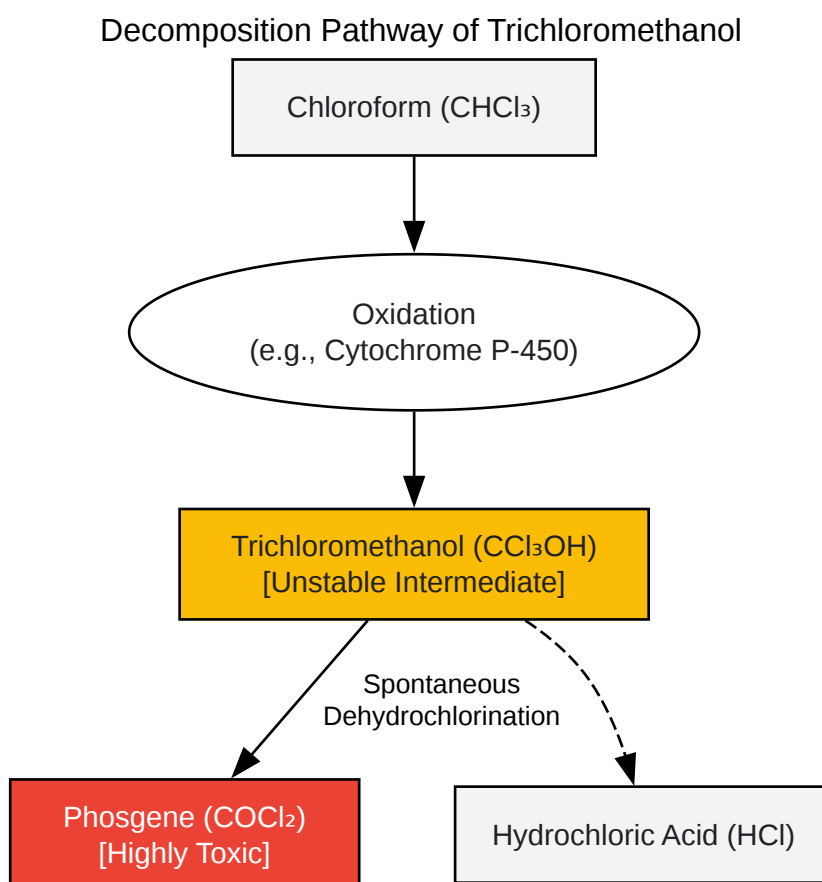 Decomposition Pathway of Trichloromethanol
Chloroform (CHCl₃)
Oxidation
(e.g., Cytochrome P-450)
Trichloromethanol (CCl₃OH)
[Unstable Intermediate]
Spontaneous
Dehydrochlorination
Phosgene (COCl₂)
[Highly Toxic]
Hydrochloric Acid (HCl)